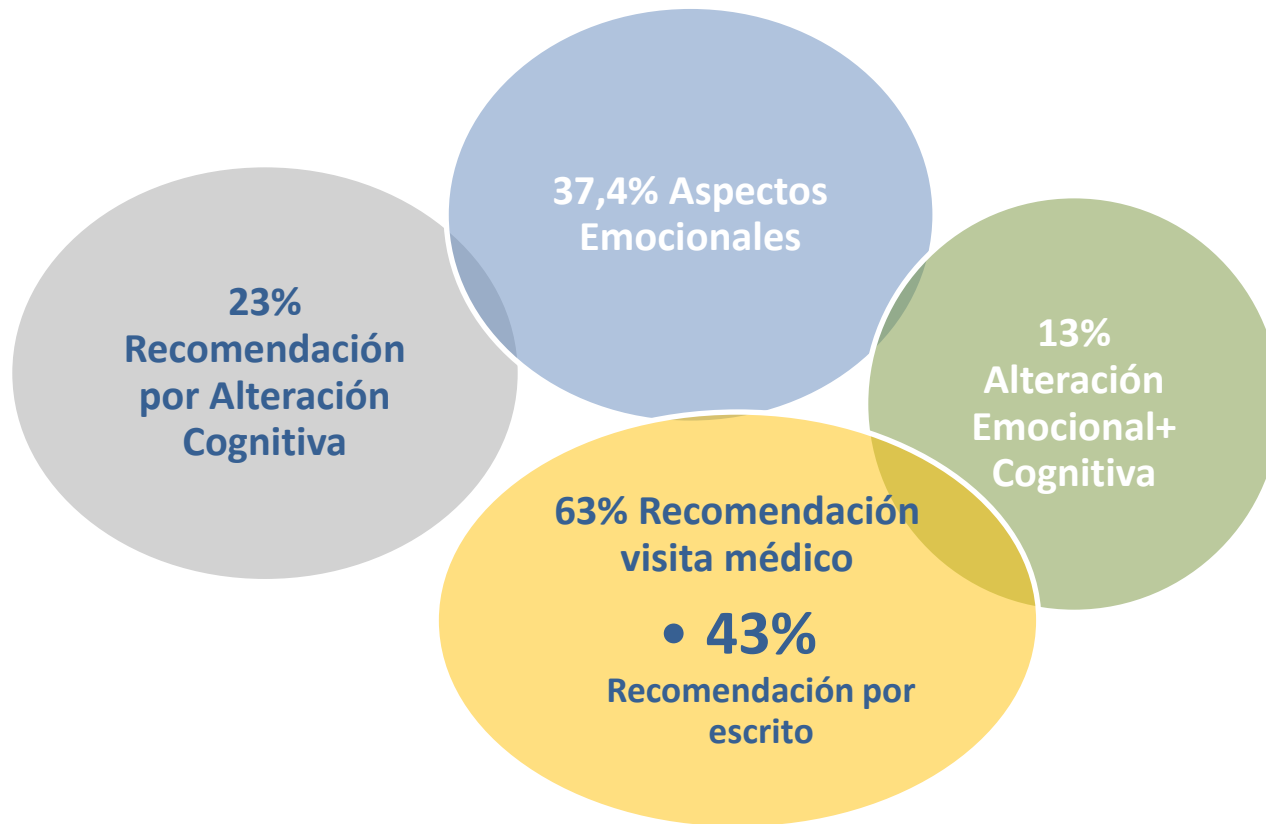 37,4% Aspectos
Emocionales
23%
Recomendación
por Alteración
Cognitiva
13%
Alteración
Emocional+
Cognitiva
63% Recomendación
visita médico
• 43%
Recomendación por
escrito